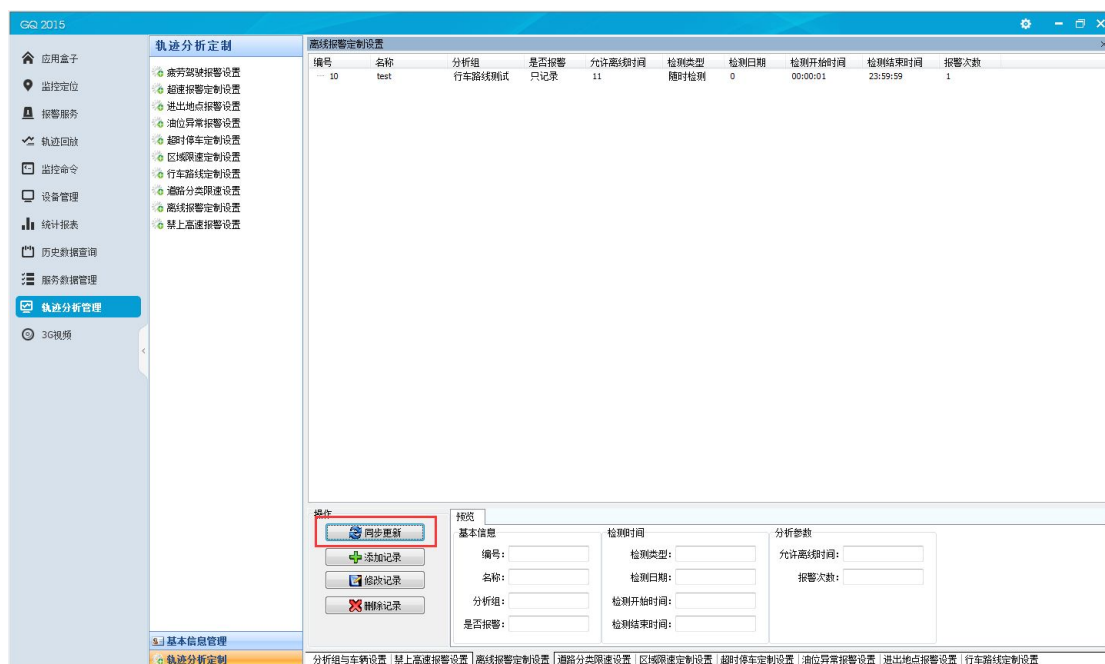 GQ 2015
应用盒子
监控定位
报警服务
轨迹回放
监控命令
设备管理
统计报表
历史数据查询
服务数据管理
轨迹分析管理
3G视频
轨迹分析定制
疲劳驾驶报警设置
超速报警定制设置
进出地点报警设置
油位异常报警设置
超时停车定制设置
区域限速定制设置
行车路线定制设置
道路分类限速设置
离线报警定制设置
禁上高速报警设置
基本信息管理
轨迹分析定制
离线报警定制设置
编号 名称 分析组 是否报警 允许离线时间 检测类型 检测日期 检测开始时间 检测结束时间 报警次数
10 test 行车路线测试 只记录 11 随时检测 0 00:00:01 23:59:59 1
操作
同步更新
添加记录
修改记录
删除记录
预览
基本信息
编号:
名称:
分析组:
是否报警:
检测时间
检测类型:
检测日期:
检测开始时间:
检测结束时间:
分析参数
允许离线时间:
报警次数:
分析组与车辆设置 禁上高速报警设置 离线报警定制设置 道路分类限速设置 区域限速定制设置 超时停车定制设置 油位异常报警设置 进出地点报警设置 行车路线定制设置